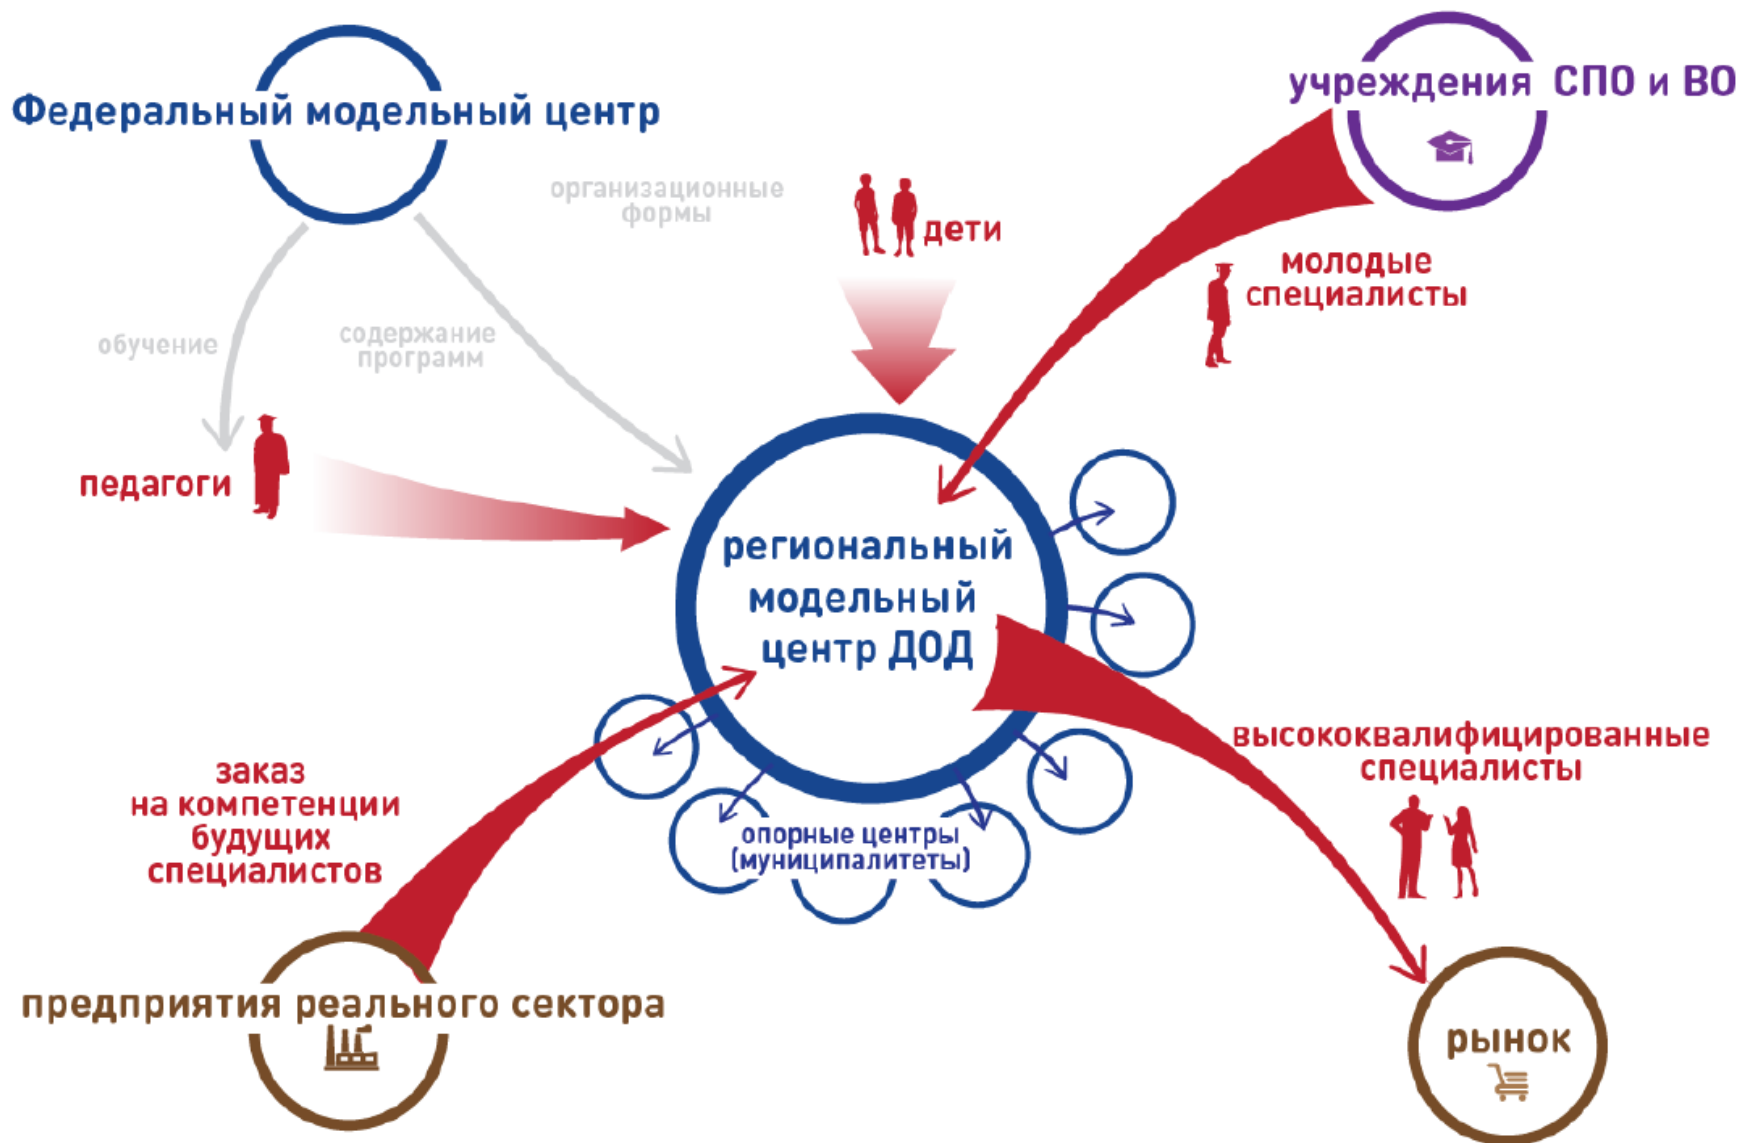 Федеральный модельный центр
учреждения СПО и ВО
организационные
формы
дети
молодые
специалисты
обучение
содержание
программ
педагоги
региональный
модельный
центр ДОД
высококвалифицированные
специалисты
заказ
на компетенции
будущих
специалистов
опорные центры
(муниципалитеты)
предприятия реального сектора
рынок